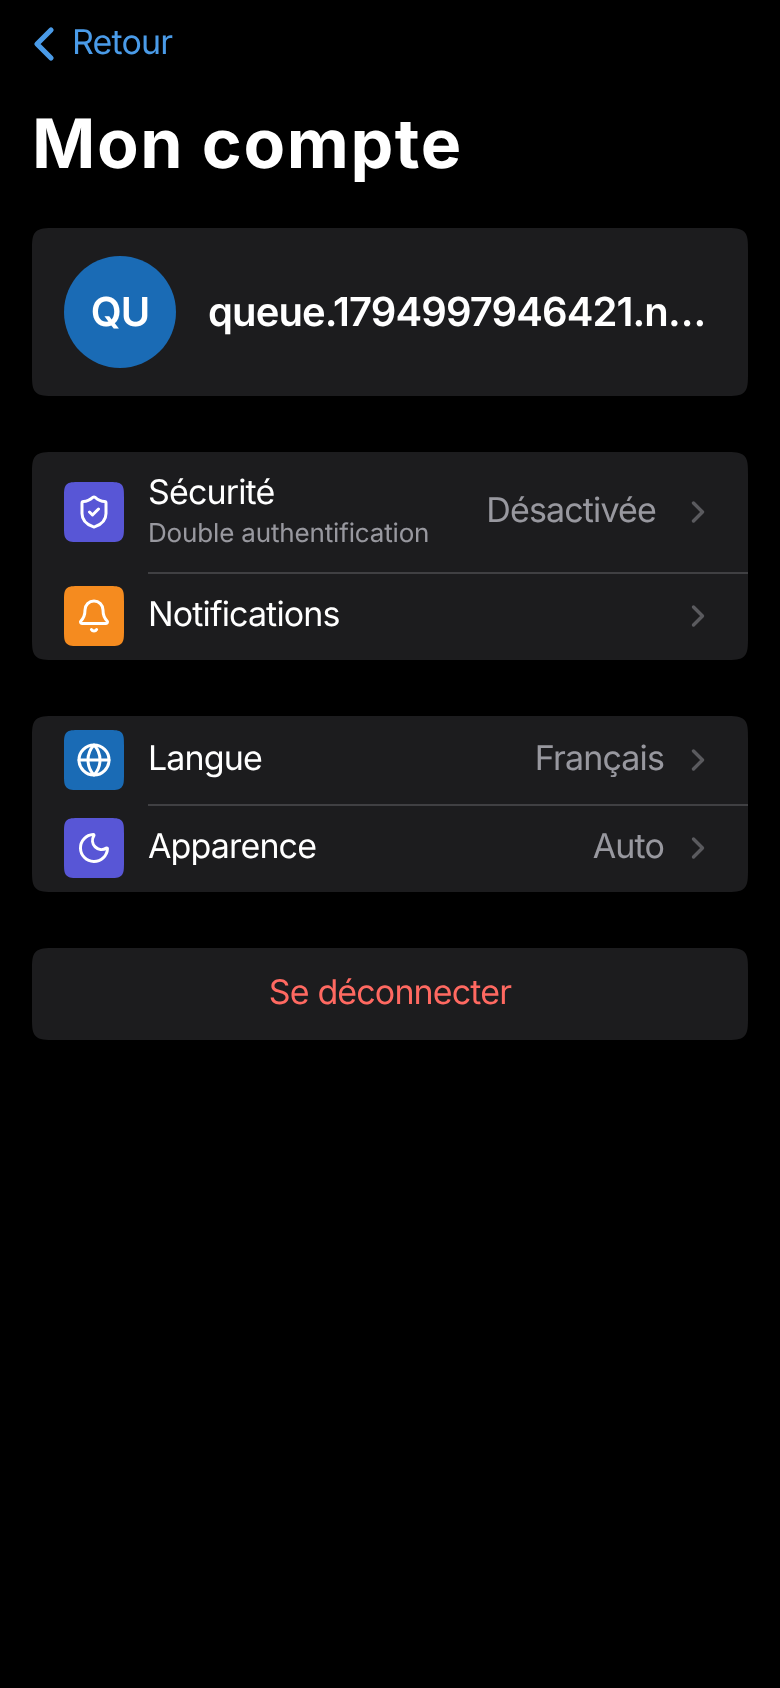 Retour
Mon compte
QU
queue.1794997946421.n...
Sécurité
Double authentification
Désactivée
Notifications
Langue
Français
Apparence
Auto
Se déconnecter